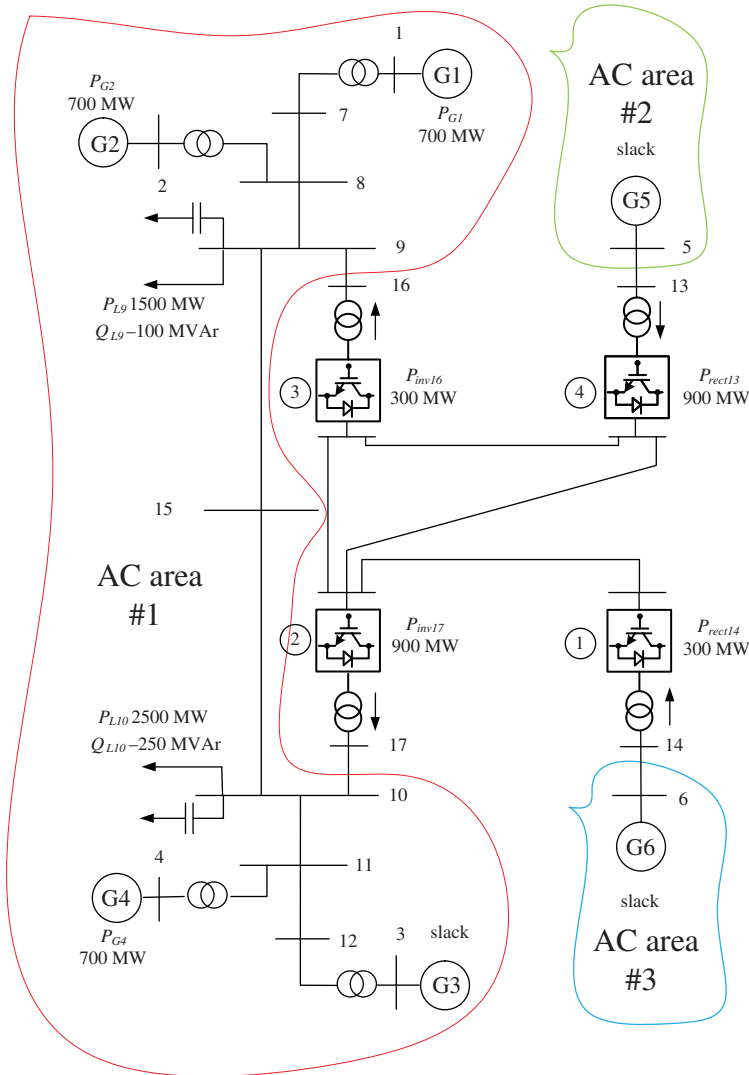 1
G1
P_G1
700 MW
P_G2
700 MW
G2
2
7
8
9
P_L9 1500 MW
Q_L9 –100 MVAr
16
3
P_inv16
300 MW
AC area
#2
slack
G5
5
13
4
P_rect13
900 MW
15
AC area
#1
2
P_inv17
900 MW
1
P_rect14
300 MW
P_L10 2500 MW
Q_L10 –250 MVAr
17
10
14
6
G6
slack
AC area
#3
4
G4
P_G4
700 MW
11
12
3
slack
G3